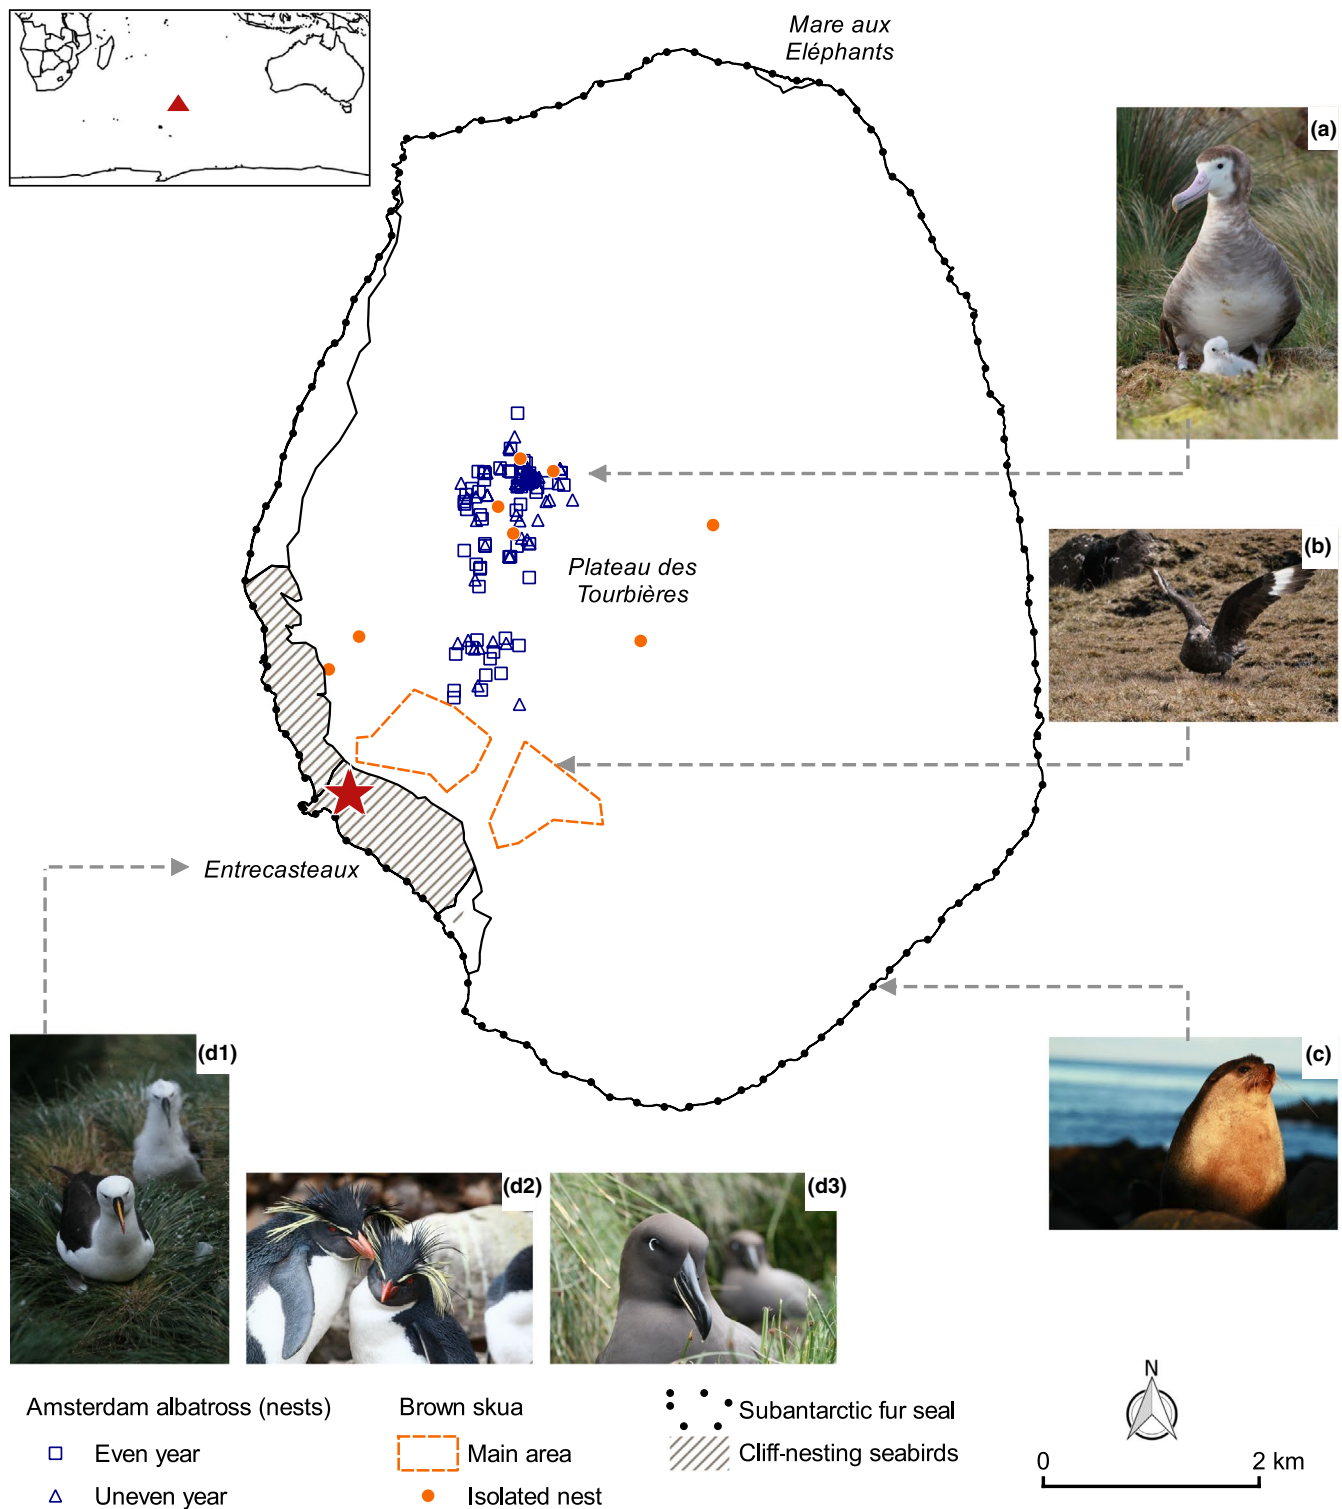 Mare aux
Eléphants
(a)
(b)
Plateau des
Tourbières
Entrecasteaux
(c)
(d1)
(d2)
(d3)
Amsterdam albatross (nests)
Even year
Uneven year
Brown skua
Main area
Isolated nest
Subantarctic fur seal
Cliff-nesting seabirds
N
0
2 km